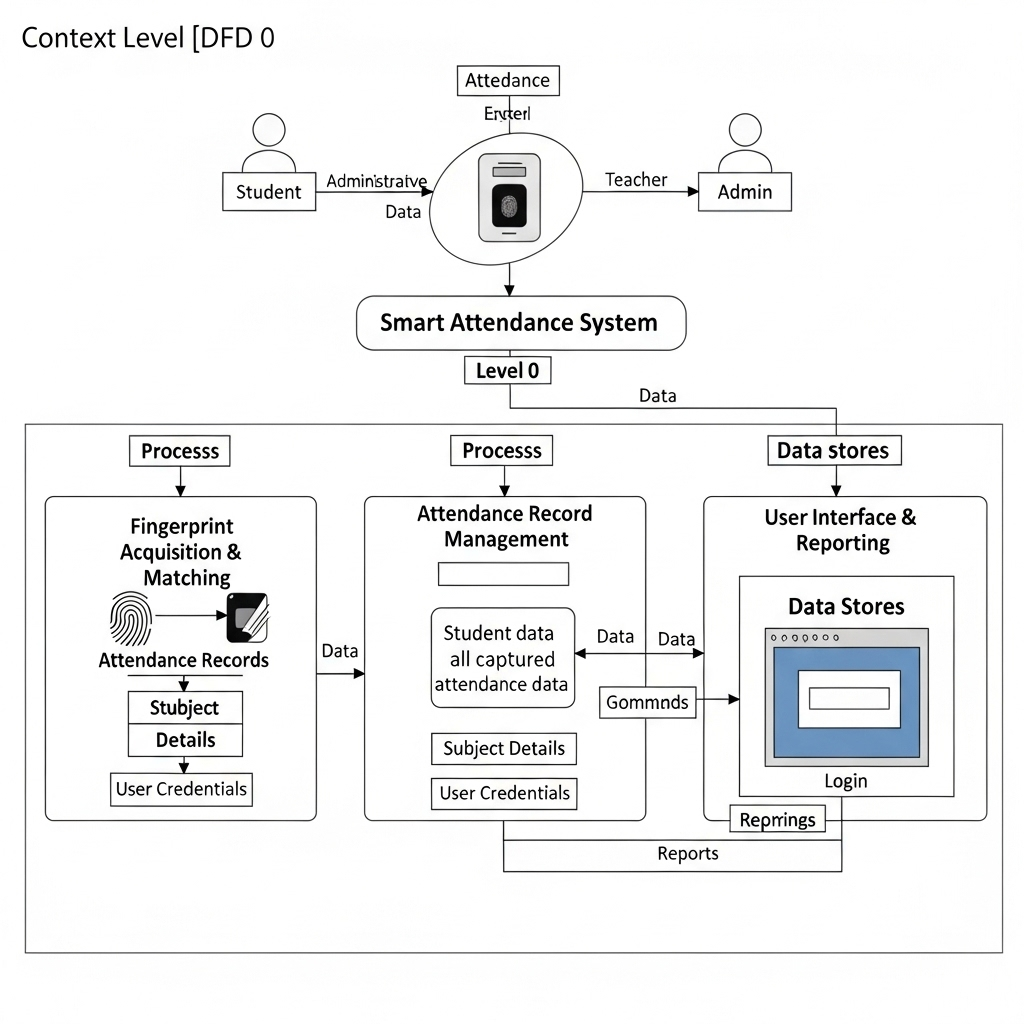 Context Level [DFD 0
Attedance
Student
Administratve
Data
Teacher
Admin
Smart Attendance System
Level 0
Data
Processs
Processs
Data stores
Fingerprint
Acquisition &
Matching
Attendance Records
Stubject
Details
User Credentials
Data
Attendance Record
Management
Student data
all captured
attendance data
Subject Details
User Credentials
Data
Data
Gommnds
User Interface &
Reporting
Data Stores
Login
Reports